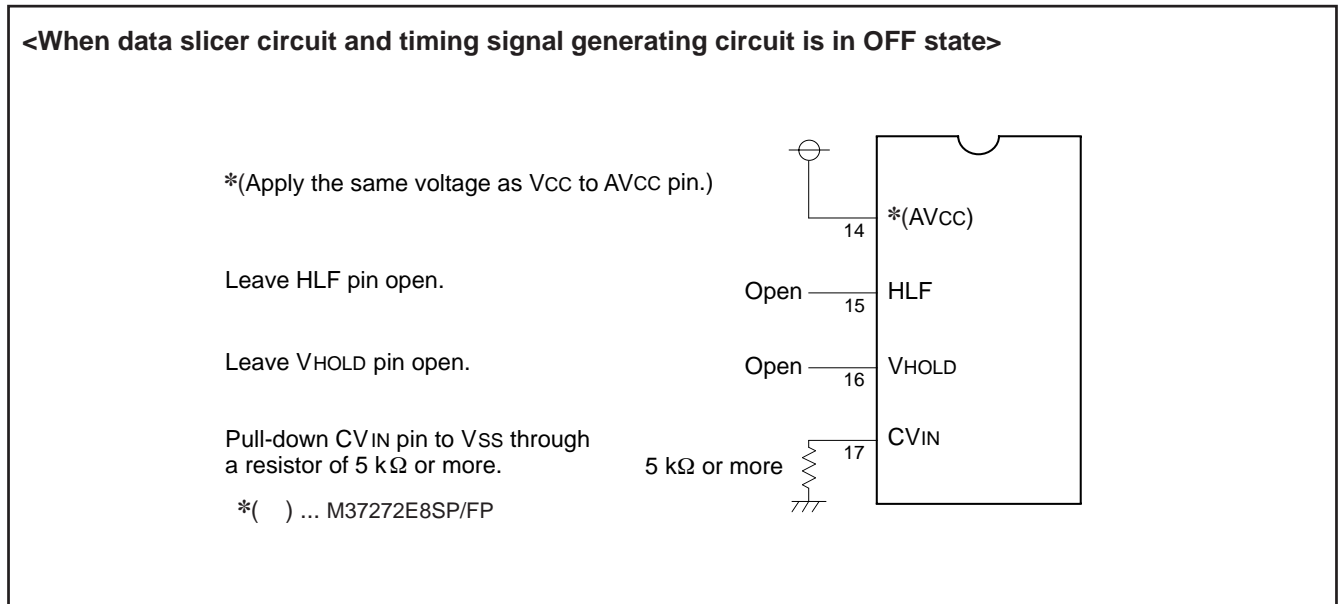 <When data slicer circuit and timing signal generating circuit is in OFF state>
*(Apply the same voltage as VCC to AVCC pin.)
14
*(AVCC)
Leave HLF pin open.
Open
15
HLF
Leave VHOLD pin open.
Open
16
VHOLD
Pull-down CVIN pin to VSS through
a resistor of 5 kΩ or more.
5 kΩ or more
17
CVIN
*( ) ... M37272E8SP/FP